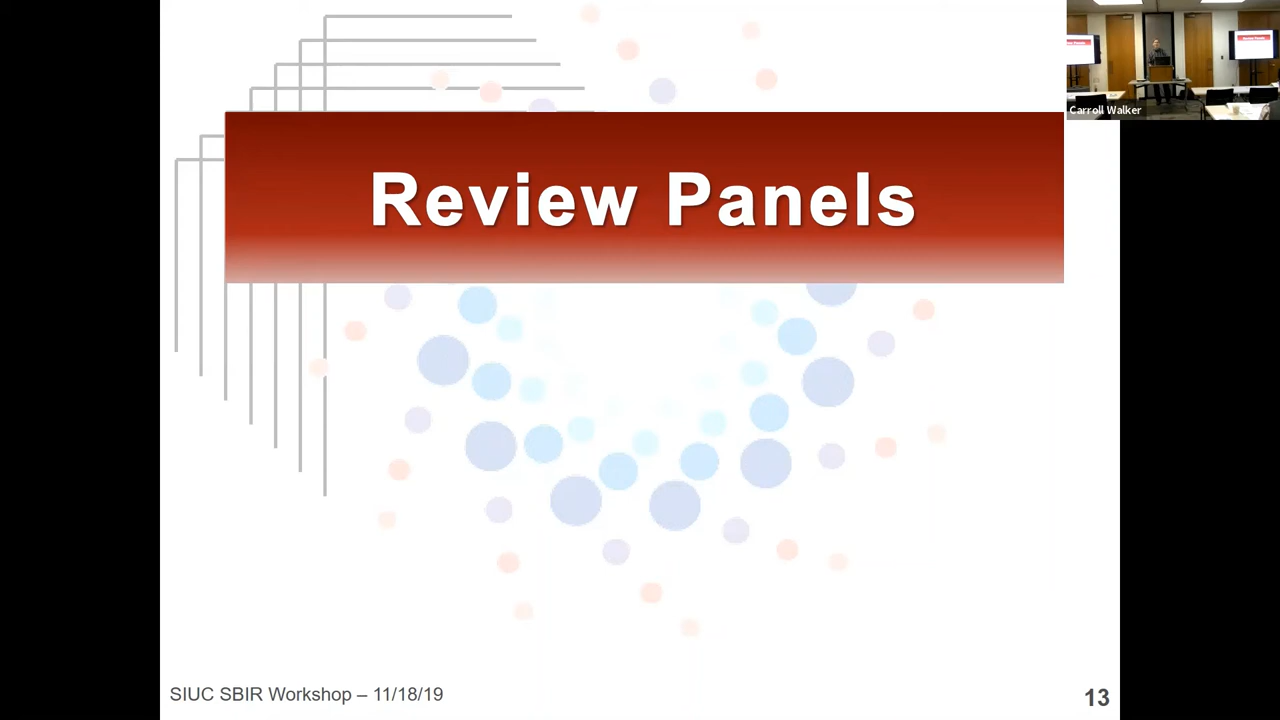 Review Panels
Carroll Walker
SIUC SBIR Workshop – 11/18/19
13